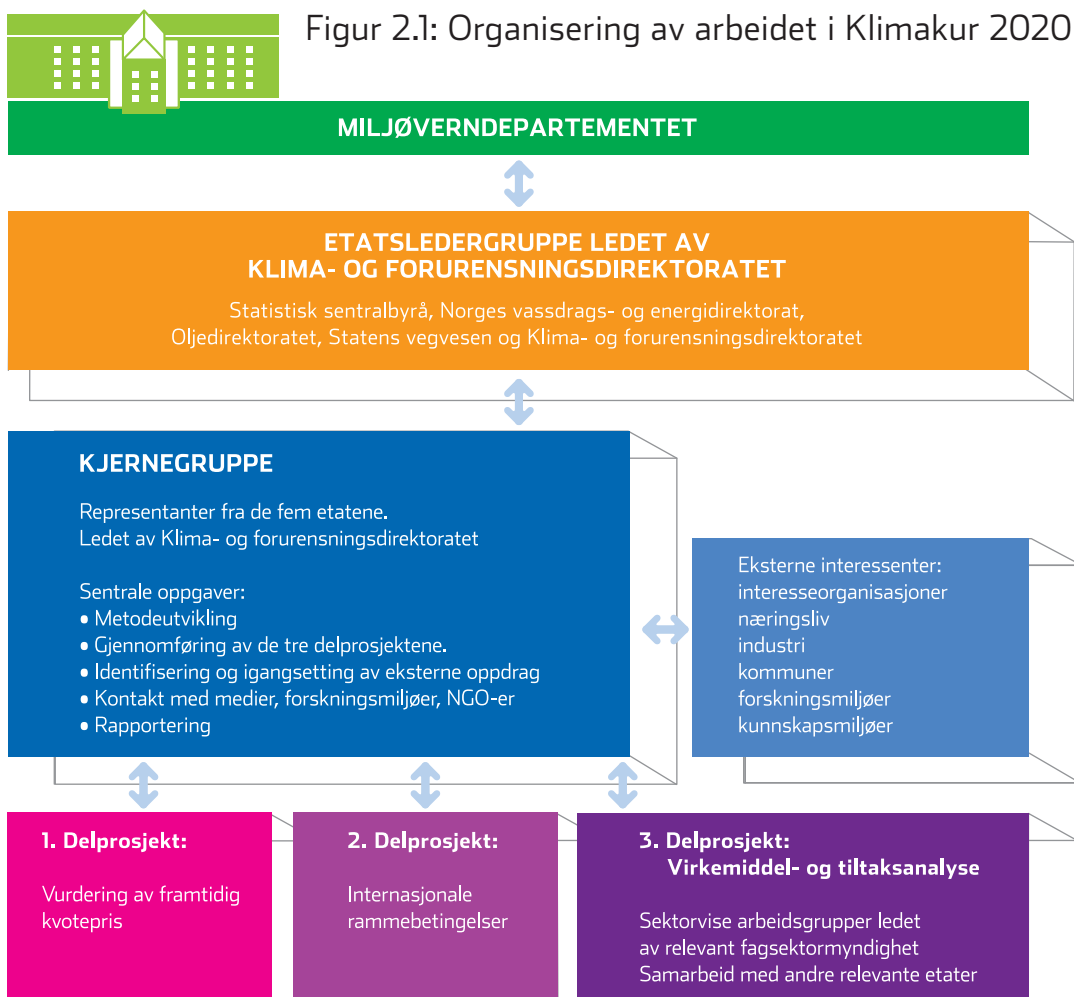 Figur 2.1: Organisering av arbeidet i Klimakur 2020
MILJØVERNDEPARTEMENTET
ETATSLEDERGRUPPE LEDET AV
KLIMA- OG FORURENSNINGSDIREKTORATET
Statistisk sentralbyrå, Norges vassdrags- og energidirektorat,
Oljedirektoratet, Statens vegvesen og Klima- og forurensningsdirektoratet
KJERNEGRUPPE
Representanter fra de fem etatene.
Ledet av Klima- og forurensningsdirektoratet
Sentrale oppgaver:
• Metodeutvikling
• Gjennomføring av de tre delprosjektene.
• Identifisering og igangsetting av eksterne oppdrag
• Kontakt med medier, forskningsmiljøer, NGO-er
• Rapportering
Eksterne interessenter:
interesseorganisasjoner
næringsliv
industri
kommuner
forskningsmiljøer
kunnskapsmiljøer
1. Delprosjekt:
Vurdering av framtidig
kvotepris
2. Delprosjekt:
Internasjonale
rammebetingelser
3. Delprosjekt:
Virkemiddel- og tiltaksanalyse
Sektorvise arbeidsgrupper ledet
av relevant fagsektormyndighet
Samarbeid med andre relevante etater